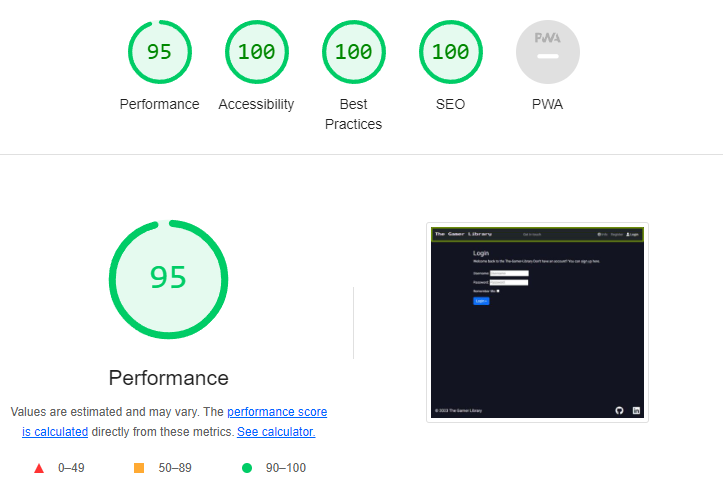 95 100 100 100 PWA
Performance Accessibility Best SEO PWA
Practices
95
Performance
Values are estimated and may vary. The performance score
is calculated directly from these metrics. See calculator.
0–49 50–89 90–100
The Gamer Library
Register Login
Login
Welcome back to the The Gamer Library Don't have an account? You can sign up here.
Username:
Password:
Remember Me:
Login
© 2023 The Gamer Library